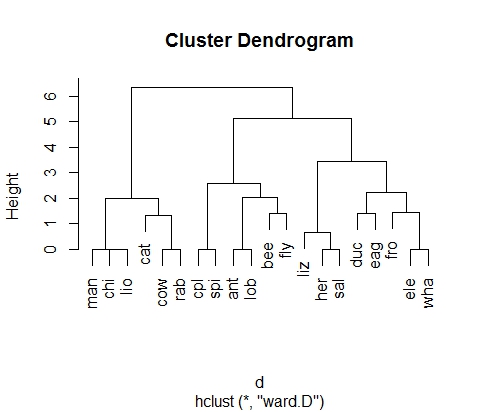 Cluster Dendrogram
Height
6
5
4
3
2
1
0
man
chi
lio
cat
cow
rab
cpl
spi
ant
lob
bee
fly
liz
her
sal
duc
eag
fro
ele
wha
d
hclust (*, "ward.D")